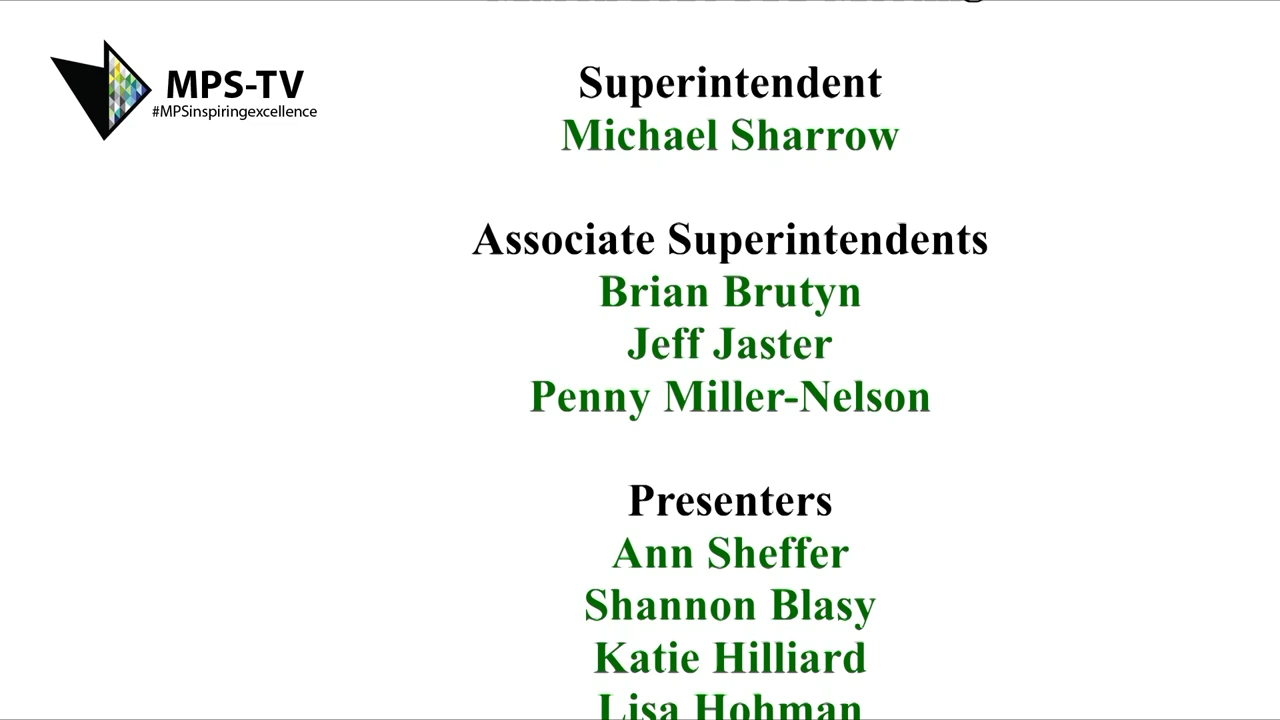 MPS-TV
#MPSinspiringexcellence
Superintendent
Michael Sharrow
Associate Superintendents
Brian Brutyn
Jeff Jaster
Penny Miller-Nelson
Presenters
Ann Sheffer
Shannon Blasy
Katie Hilliard
Lisa Hohman